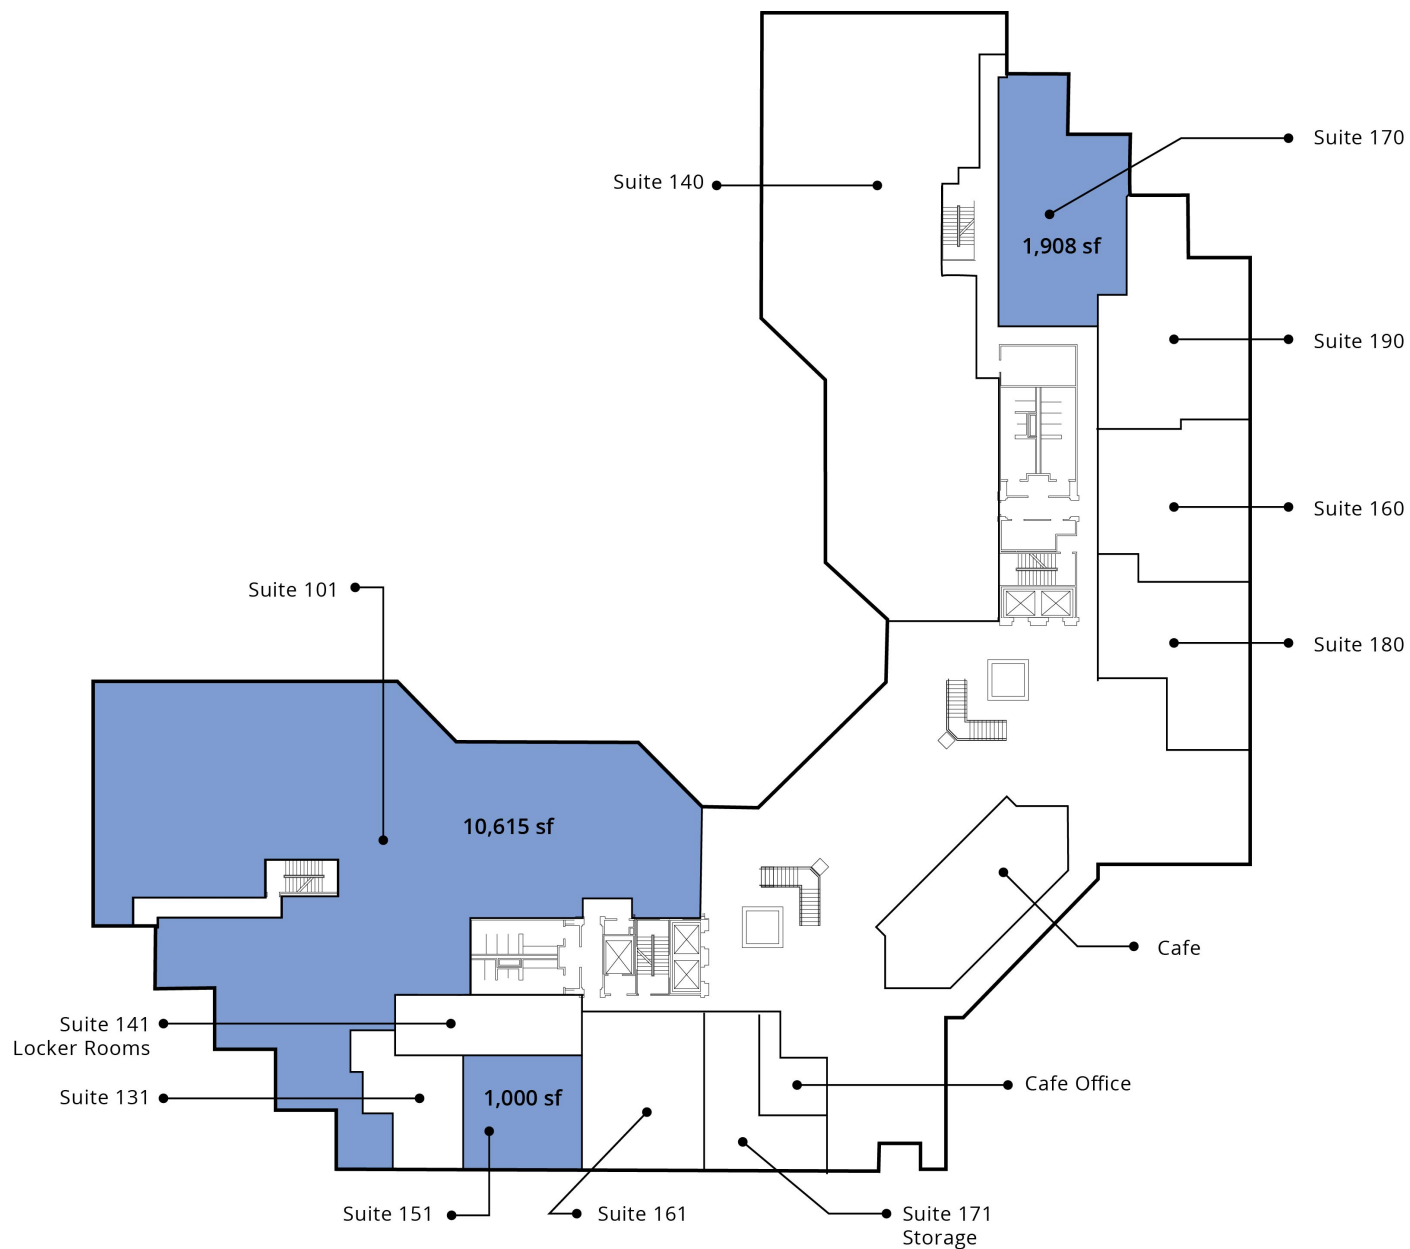 Suite 170
Suite 140
1,908 sf
Suite 190
Suite 160
Suite 101
Suite 180
10,615 sf
Cafe
Suite 141
Locker Rooms
Suite 131
1,000 sf
Cafe Office
Suite 151
Suite 161
Suite 171
Storage